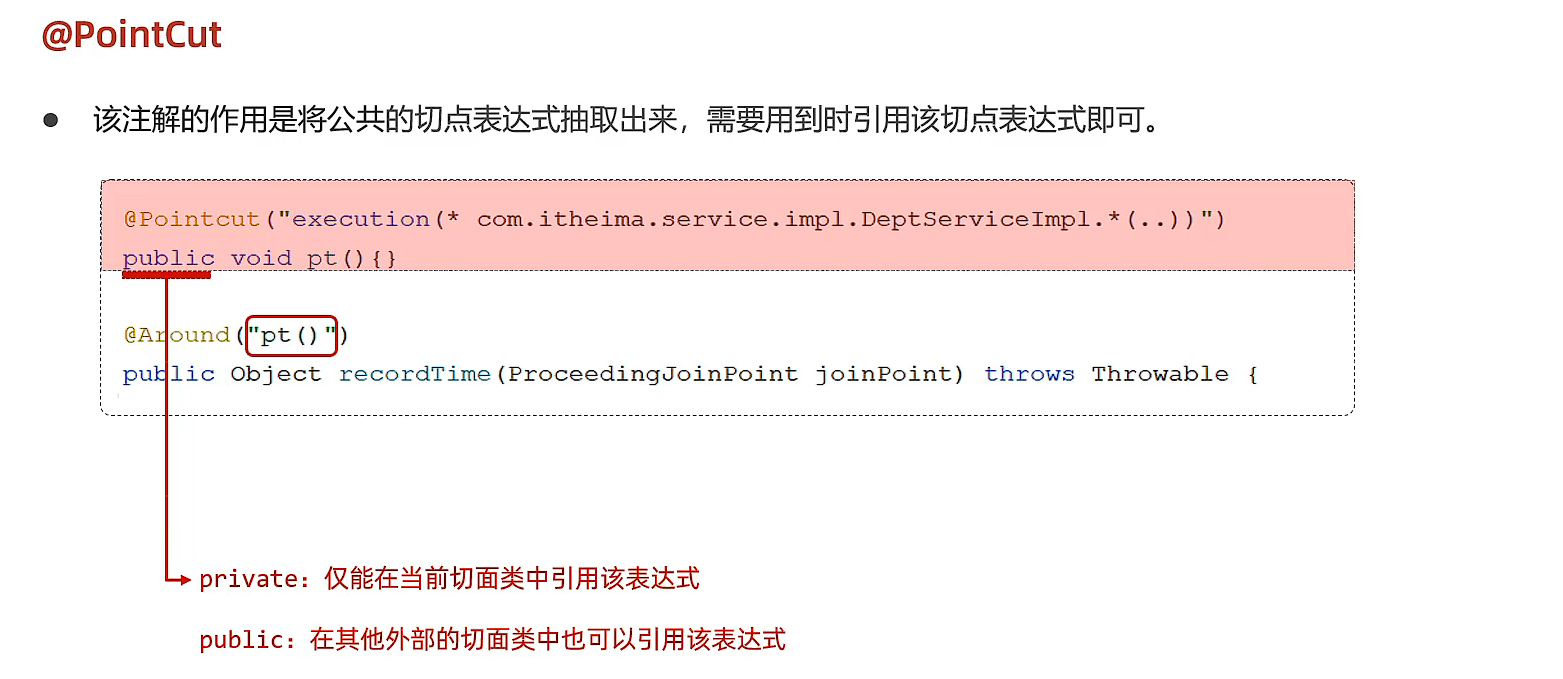 @PointCut
● 该注解的作用是将公共的切点表达式抽取出来，需要用到时引用该切点表达式即可。
@Pointcut("execution(* com.itheima.service.impl.DeptServiceImpl.*(..))")
public void pt(){}
@Around("pt()")
public Object recordTime(ProceedingJoinPoint joinPoint) throws Throwable {
private：仅能在当前切面类中引用该表达式
public：在其他外部的切面类中也可以引用该表达式